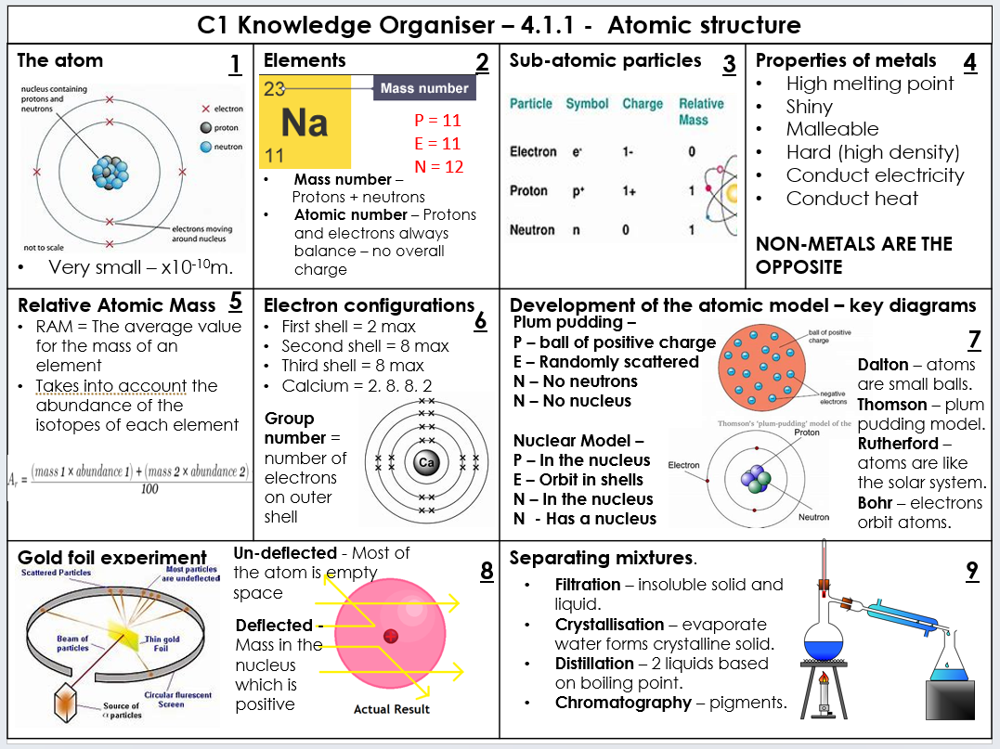 C1 Knowledge Organiser – 4.1.1 - Atomic structure
The atom
1
nucleus containing
protons and
neutrons
electron
proton
neutron
electrons moving
around nucleus
not to scale
• Very small – x10-10m.
Elements
2
23
Na
11
Mass number
P = 11
E = 11
N = 12
• Mass number –
Protons + neutrons
• Atomic number – Protons
and electrons always
balance – no overall
charge
Sub-atomic particles
3
Particle Symbol Charge Relative
Mass
Electron e- 1- 0
Proton p+ 1+ 1
Neutron n 0 1
Properties of metals
4
• High melting point
• Shiny
• Malleable
• Hard (high density)
• Conduct electricity
• Conduct heat
NON-METALS ARE THE
OPPOSITE
Relative Atomic Mass
5
• RAM = The average value
for the mass of an
element
• Takes into account the
abundance of the
isotopes of each element
Ar = (mass 1 x abundance 1) + (mass 2 x abundance 2)
100
Electron configurations
6
• First shell = 2 max
• Second shell = 8 max
• Third shell = 8 max
• Calcium = 2. 8. 8. 2
Group
number =
number of
electrons
on outer
shell
Ca
Development of the atomic model – key diagrams
7
Plum pudding –
P – ball of positive charge
E – Randomly scattered
N – No neutrons
N – No nucleus
ball of positive
charge
negative
electrons
Thomson's 'plum-pudding' model of the
Nuclear Model –
P – In the nucleus
E – Orbit in shells
N – In the nucleus
N - Has a nucleus
Proton
Electron
Neutron
Dalton – atoms
are small balls.
Thomson – plum
pudding model.
Rutherford –
atoms are like
the solar system.
Bohr – electrons
orbit atoms.
Gold foil experiment
8
Scattered Particles
Most particles
are undeflected
Beam of
particles
Thin gold
Foil
Circular flurescent
Screen
Source of
α particles
Un-deflected - Most of
the atom is empty
space
Deflected -
Mass in the
nucleus
which is
positive
Actual Result
Separating mixtures.
9
• Filtration – insoluble solid and
liquid.
• Crystallisation – evaporate
water forms crystalline solid.
• Distillation – 2 liquids based
on boiling point.
• Chromatography – pigments.